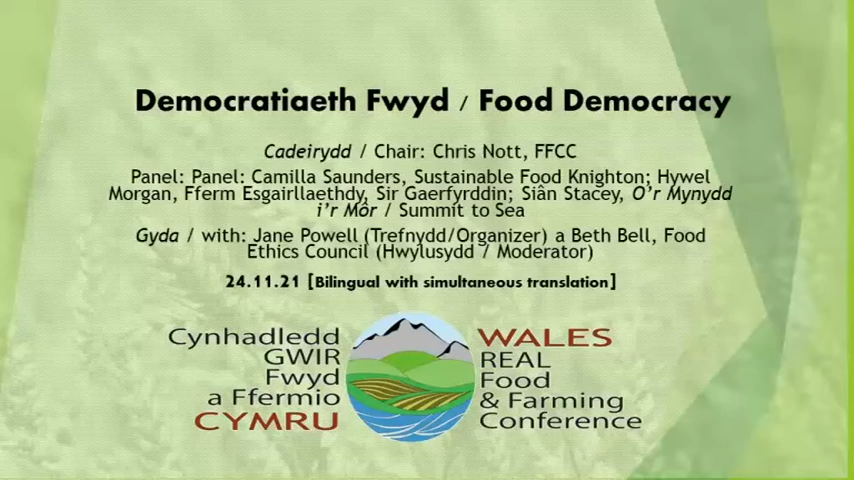 Democratiaeth Fwyd / Food Democracy
Cadeirydd / Chair: Chris Nott, FFCC
Panel: Panel: Camilla Saunders, Sustainable Food Knighton; Hywel
Morgan, Fferm Esgairllaethdy, Sir Gaerfyrddin; Siân Stacey, O'r Mynydd
i'r Môr / Summit to Sea
Gyda / with: Jane Powell (Trefnydd/Organizer) a Beth Bell, Food
Ethics Council (Hwylusydd / Moderator)
24.11.21 [Bilingual with simultaneous translation]
Cynhadledd
GWIR
Fwyd
a Ffermio
CYMRU
WALES
REAL
Food
& Farming
Conference